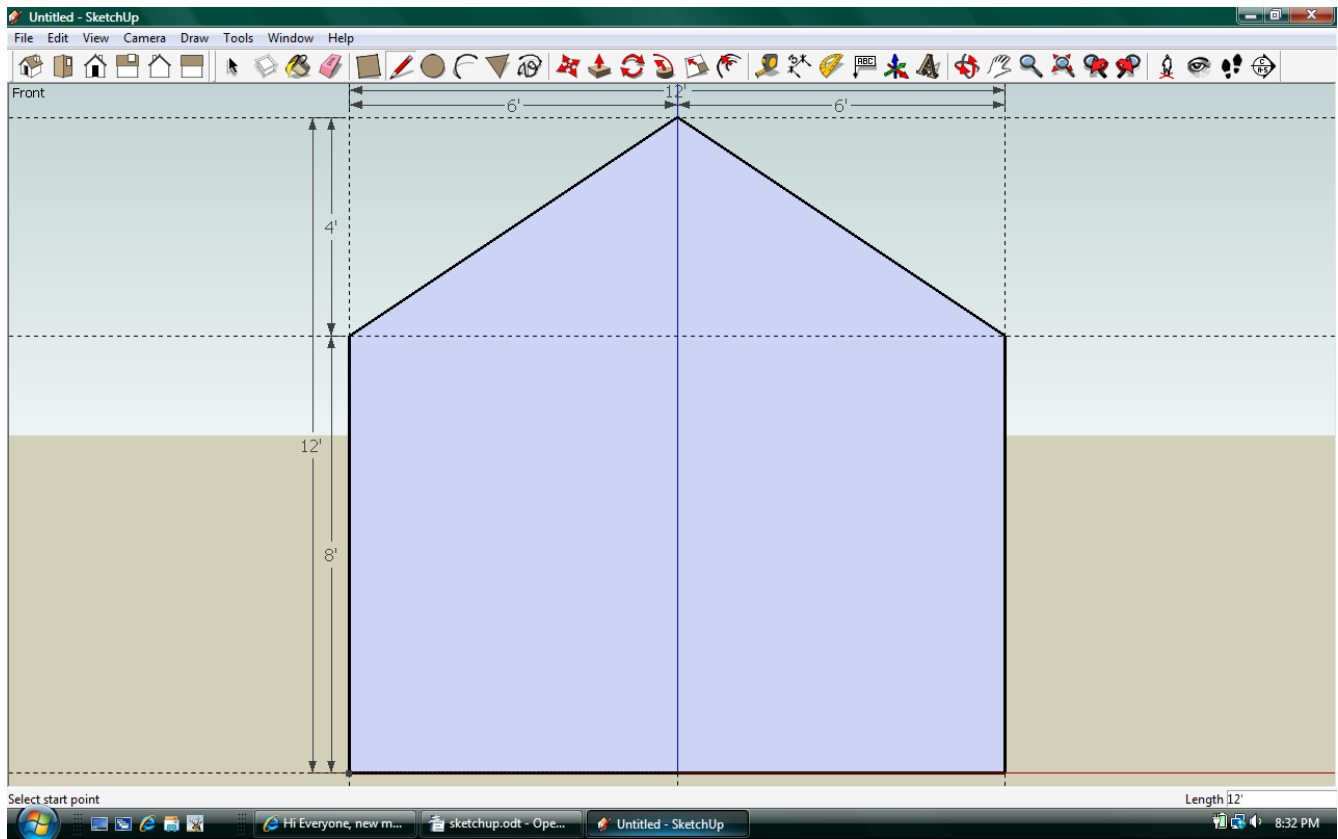 Untitled - SketchUp
File Edit View Camera Draw Tools Window Help
ABC
Front
12'
6' 6'
4'
12'
8'
Select start point
Length 12'
Hi Everyone, new m...
sketchup.odt - Ope...
Untitled - SketchUp
8:32 PM